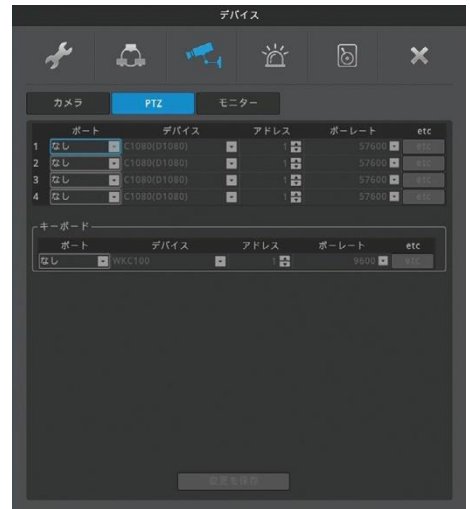 デバイス
カメラ PTZ モニター
ポート デバイス アドレス ボーレート etc
1 なし C1080(D1080) 1 57600 etc
2 なし C1080(D1080) 1 57600 etc
3 なし C1080(D1080) 1 57600 etc
4 なし C1080(D1080) 1 57600 etc
キーボード
ポート デバイス アドレス ボーレート etc
なし WKC100 1 9600 etc
変更を保存